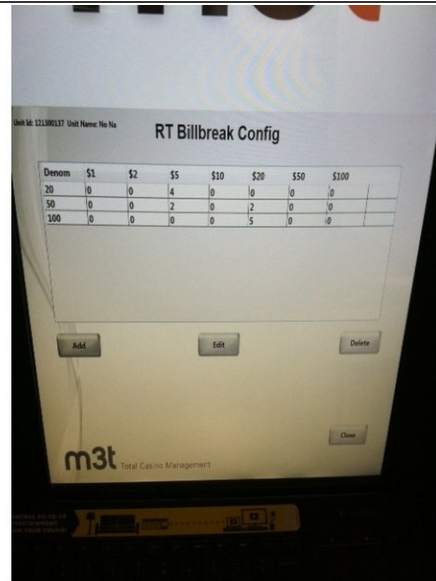 Unit Id: 121300137 Unit Name: No Na
RT Billbreak Config
Denom $1 $2 $5 $10 $20 $50 $100
20 0 0 4 0 0 0 0
50 0 0 2 0 2 0 0
100 0 0 0 0 5 0 0
Add Edit Delete
Close
m3t Total Casino Management